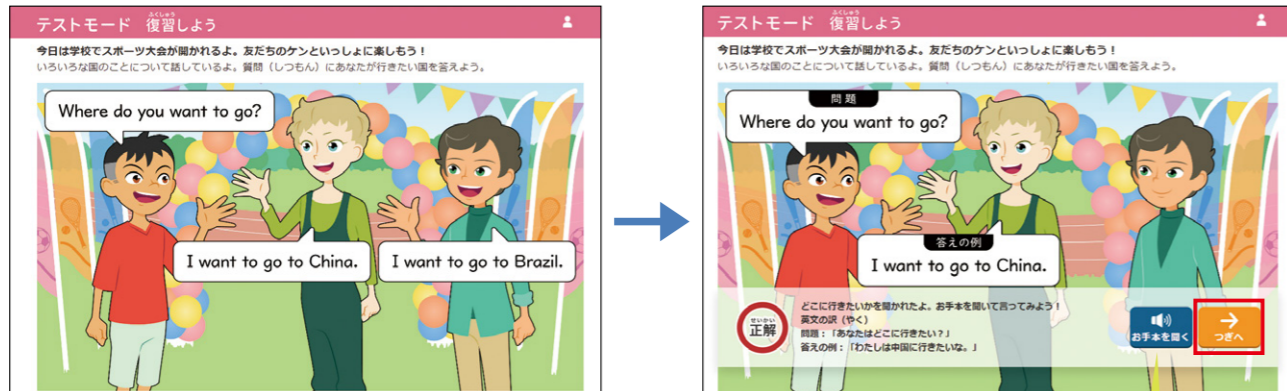 テストモード 復習しよう
ふくしゅう
今日は学校でスポーツ大会が開かれるよ。友だちのケンといっしょに楽しもう！
いろいろな国のことについて話しているよ。質問（しつもん）にあなたが行きたい国を答えよう。
Where do you want to go?
I want to go to China.
I want to go to Brazil.
テストモード 復習しよう
ふくしゅう
今日は学校でスポーツ大会が開かれるよ。友だちのケンといっしょに楽しもう！
いろいろな国のことについて話しているよ。質問（しつもん）にあなたが行きたい国を答えよう。
問題
Where do you want to go?
答えの例
I want to go to China.
せいかい
正解
どこに行きたいかを聞かれたよ。お手本を聞いて言ってみよう！
英文の訳（やく）
問題：「あなたはどこに行きたい？」
答えの例：「わたしは中国に行きたいな。」
お手本を聞く
つぎへ